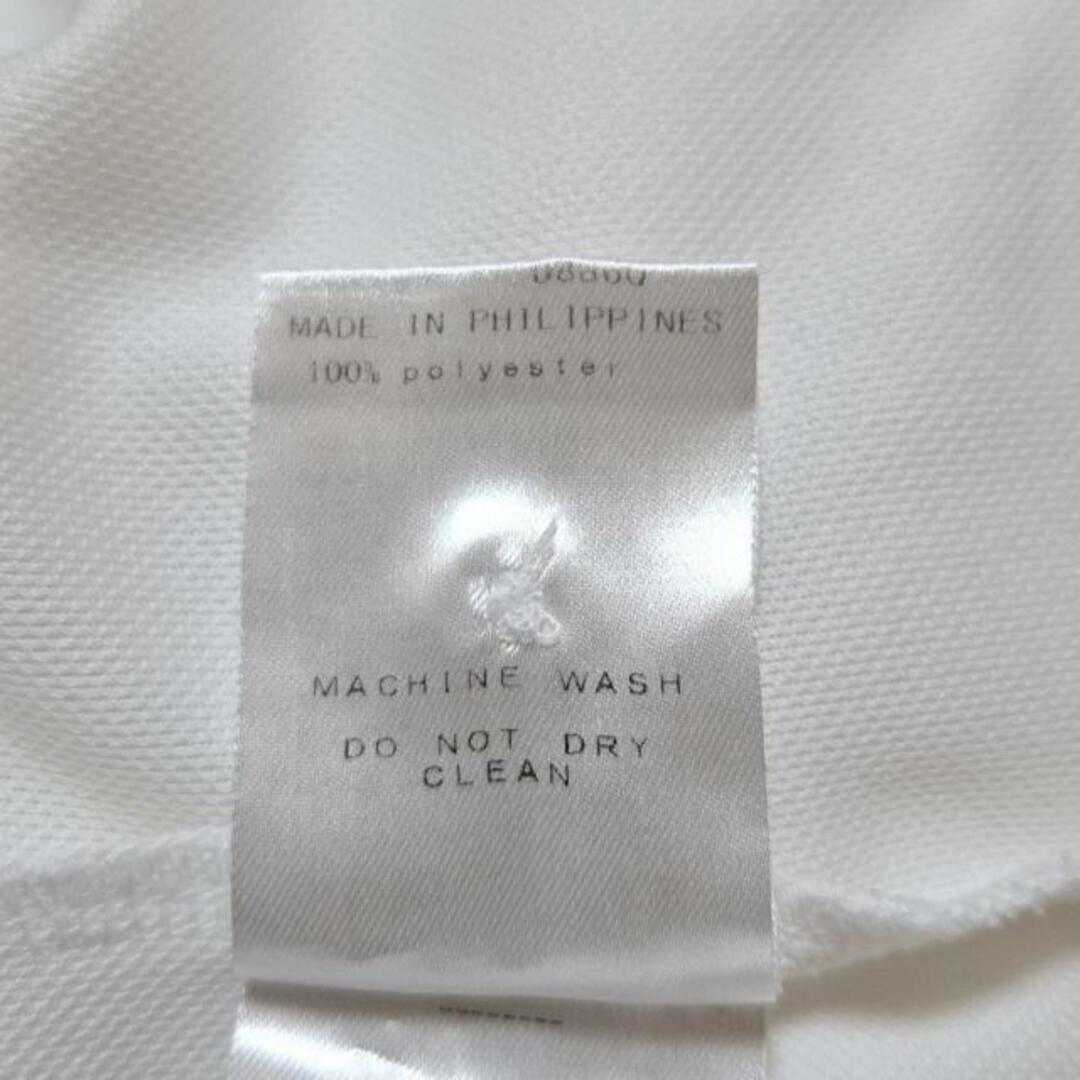 MADE IN PHILIPPINES
100% polyester
MACHINE WASH
DO NOT DRY
CLEAN